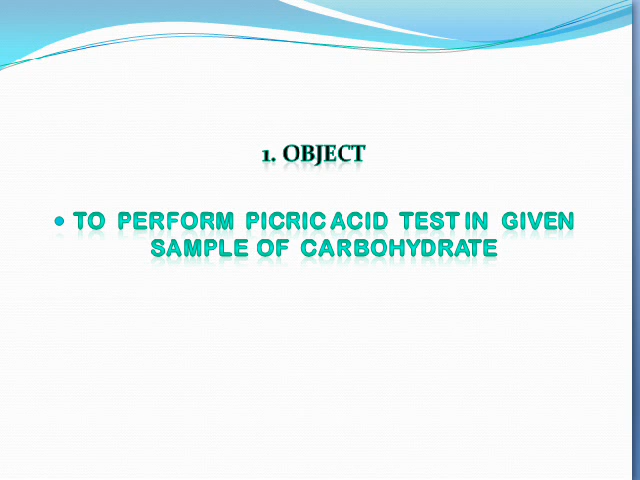 1. OBJECT
• TO PERFORM PICRIC ACID TEST IN GIVEN
SAMPLE OF CARBOHYDRATE